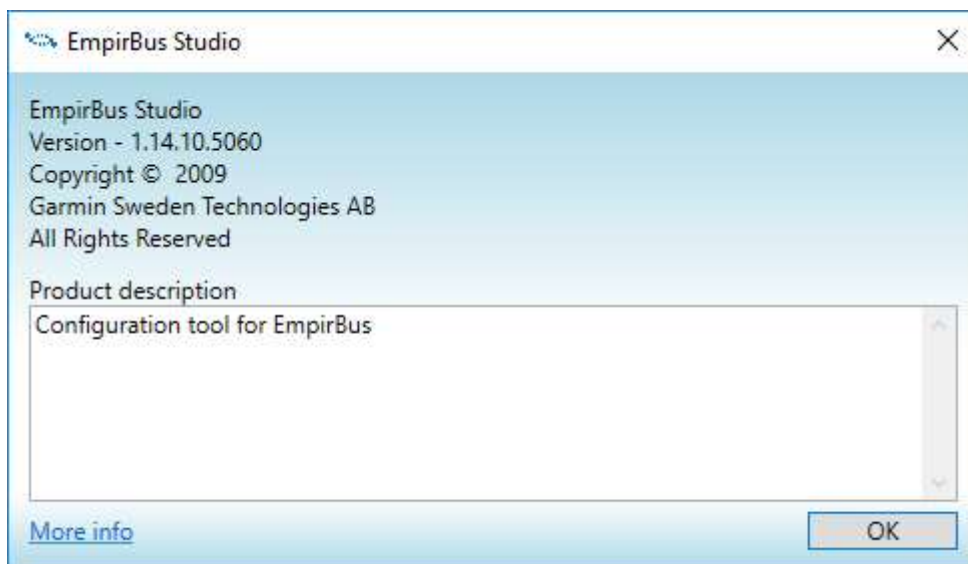 EmpirBus Studio
EmpirBus Studio
Version - 1.14.10.5060
Copyright ©  2009
Garmin Sweden Technologies AB
All Rights Reserved
Product description
Configuration tool for EmpirBus
More info
OK